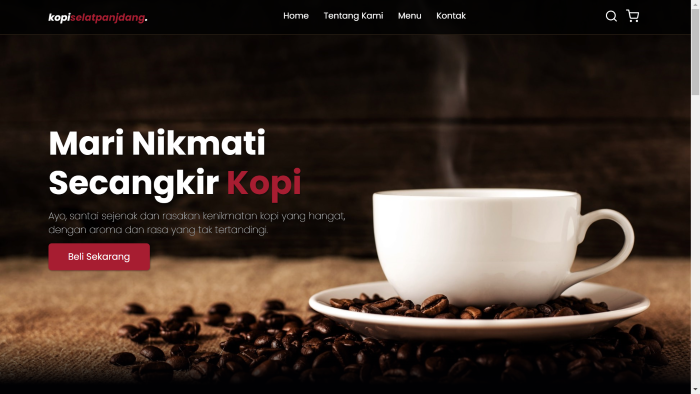 kopiselatpanjdang.
Home Tentang Kami Menu Kontak
Mari Nikmati
Secangkir Kopi
Ayo, santai sejenak dan rasakan kenikmatan kopi yang hangat,
dengan aroma dan rasa yang tak tertandingi.
Beli Sekarang